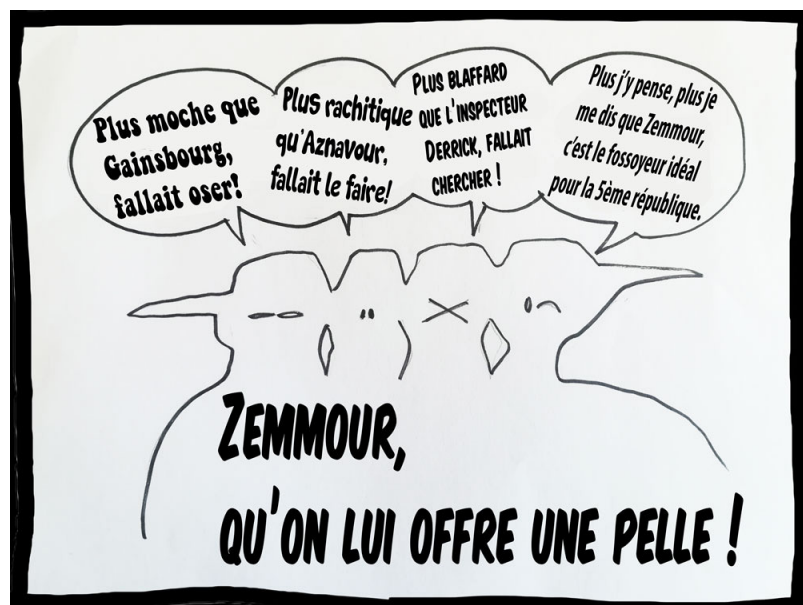 Plus moche que
Gainsbourg,
fallait oser!
Plus rachitique
qu'Aznavour,
fallait le faire!
PLUS BLAFFARD
QUE L'INSPECTEUR
DERRICK, FALLAIT
CHERCHER !
Plus j'y pense, plus je
me dis que Zemmour,
c'est le fossoyeur idéal
pour la 5ème république.
ZEMMOUR,
QU'ON LUI OFFRE UNE PELLE !